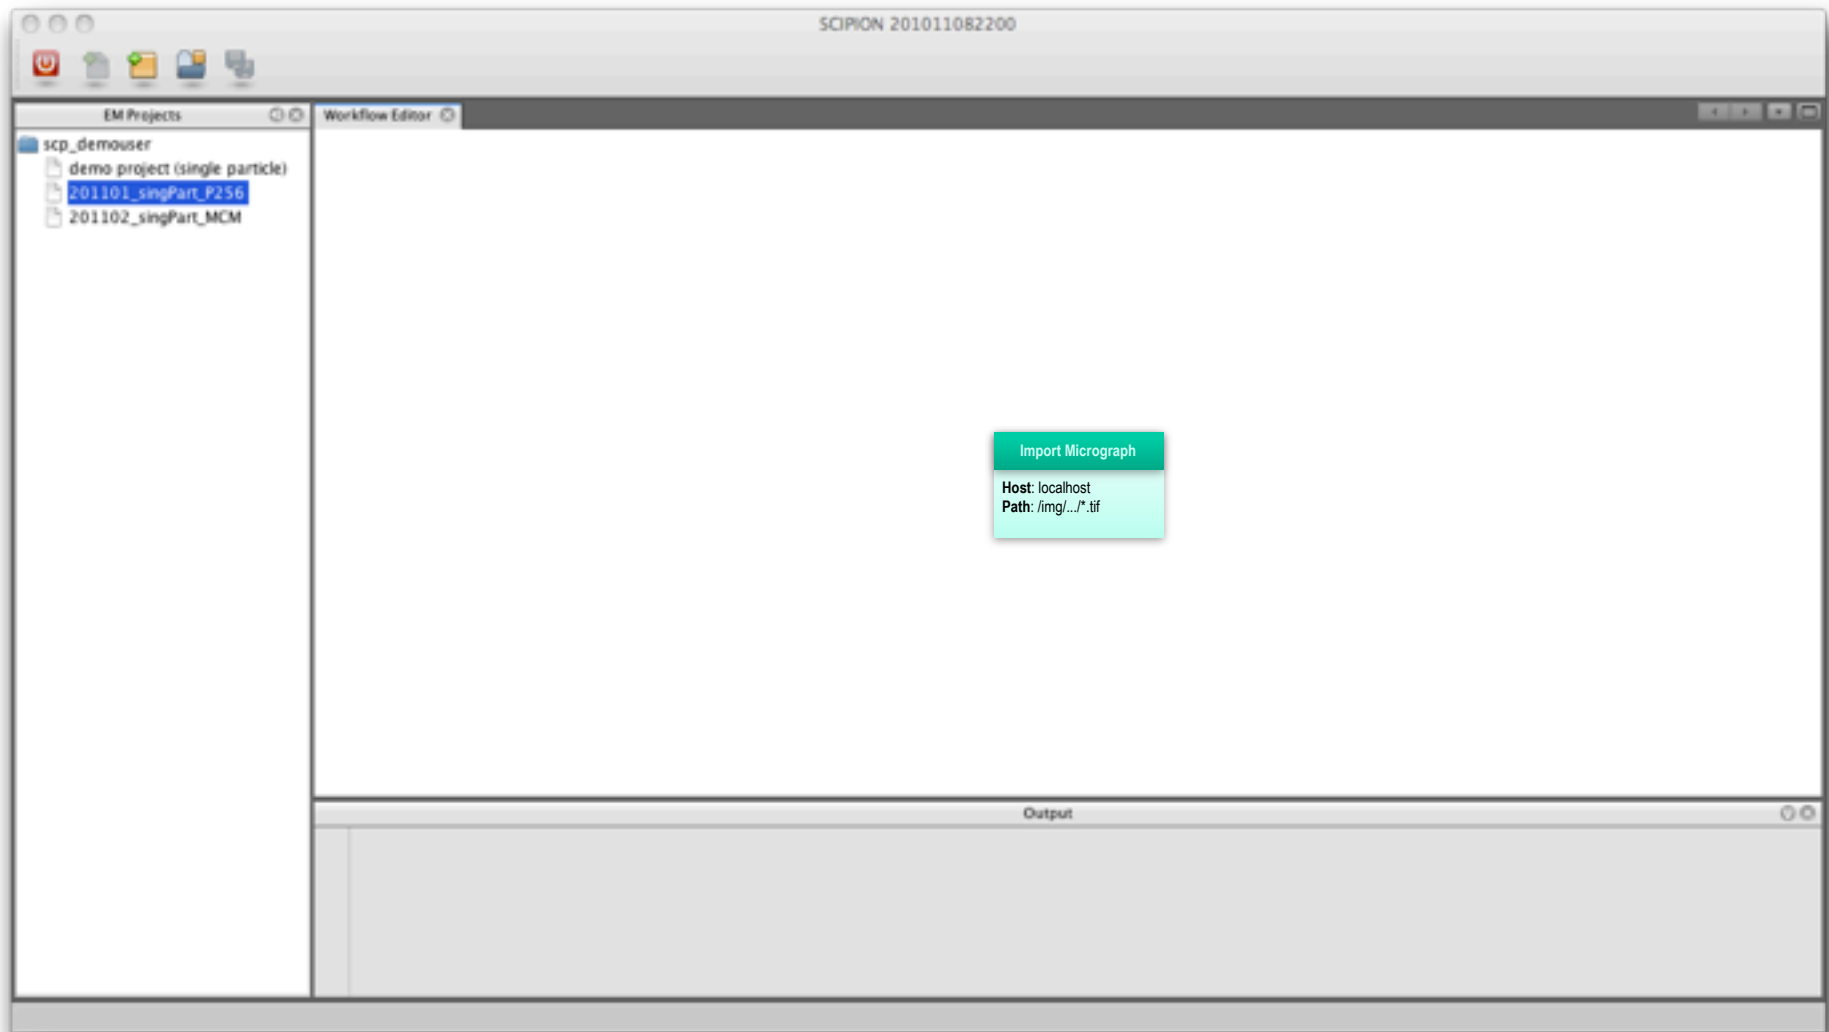 SCIPION 201011082200
EM Projects
Workflow Editor
scp_demouser
demo project (single particle)
201101_singPart_P256
201102_singPart_MCM
Import Micrograph
Host: localhost
Path: /img/.../*.tif
Output